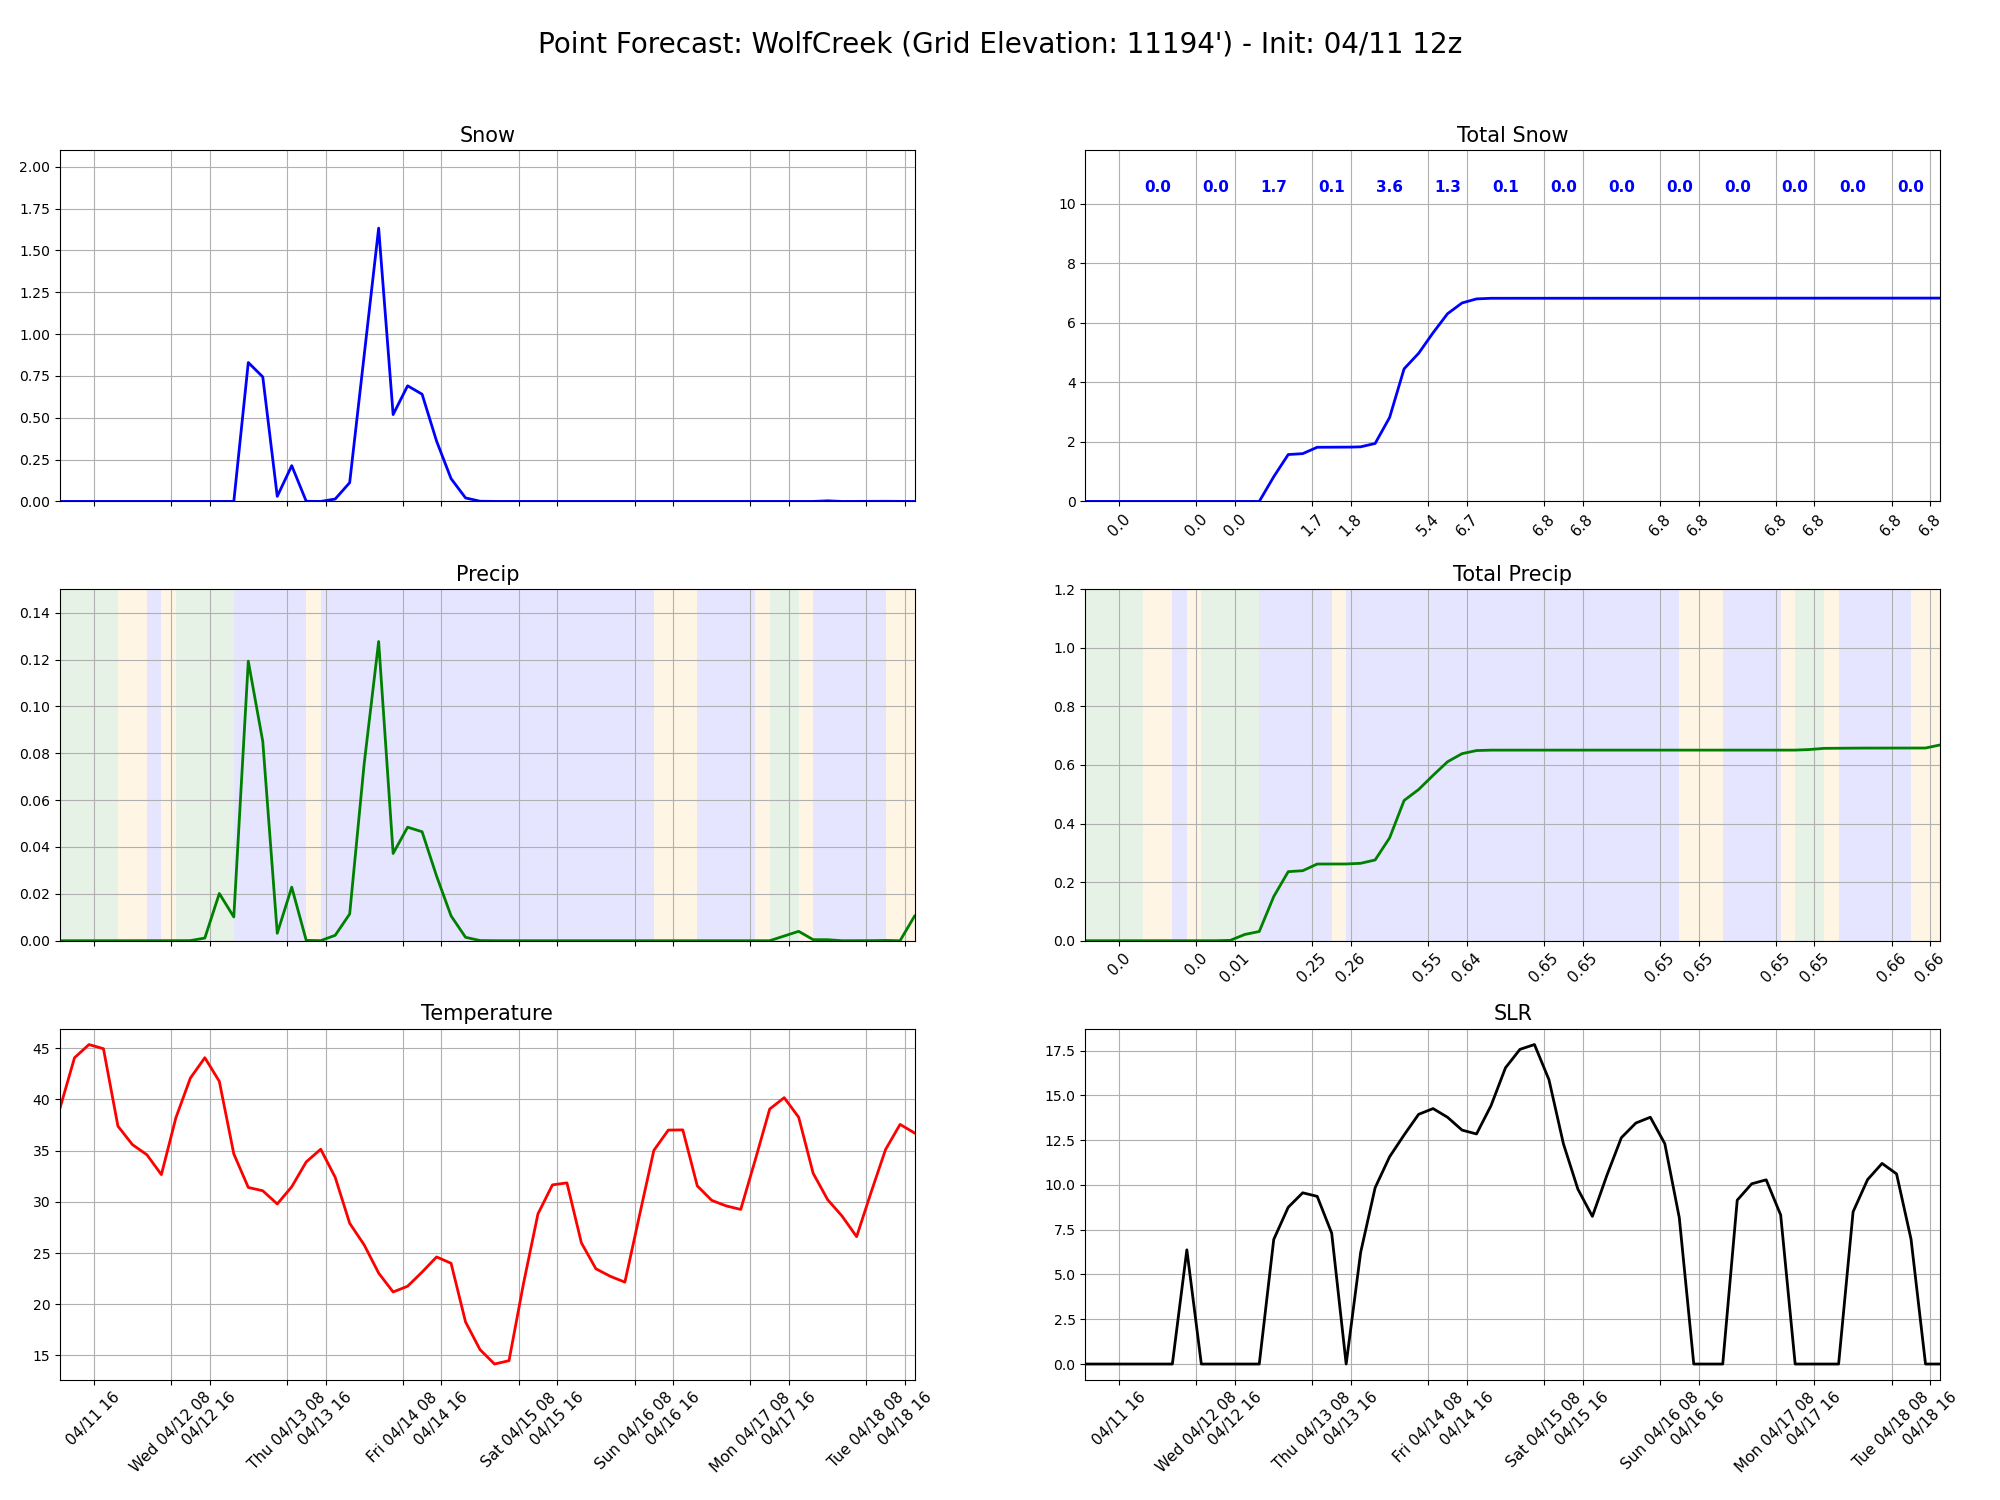 Point Forecast: WolfCreek (Grid Elevation: 11194') - Init: 04/11 12z
Snow
2.00
1.75
1.50
1.25
1.00
0.75
0.50
0.25
0.00
Total Snow
0.0 0.0 1.7 0.1 3.6 1.3 0.1 0.0 0.0 0.0 0.0 0.0 0.0 0.0
10
8
6
4
2
0
0.0 0.0 0.0 1.7 1.8 5.4 6.7 6.8 6.8 6.8 6.8 6.8 6.8 6.8 6.8
Precip
0.14
0.12
0.10
0.08
0.06
0.04
0.02
0.00
Total Precip
1.2
1.0
0.8
0.6
0.4
0.2
0.0
0.0 0.0 0.01 0.25 0.26 0.55 0.64 0.65 0.65 0.65 0.65 0.65 0.65 0.66 0.66
Temperature
45
40
35
30
25
20
15
04/11 16
Wed 04/12 08
04/12 16
Thu 04/13 08
04/13 16
Fri 04/14 08
04/14 16
Sat 04/15 08
04/15 16
Sun 04/16 08
04/16 16
Mon 04/17 08
04/17 16
Tue 04/18 08
04/18 16
SLR
17.5
15.0
12.5
10.0
7.5
5.0
2.5
0.0
04/11 16
Wed 04/12 08
04/12 16
Thu 04/13 08
04/13 16
Fri 04/14 08
04/14 16
Sat 04/15 08
04/15 16
Sun 04/16 08
04/16 16
Mon 04/17 08
04/17 16
Tue 04/18 08
04/18 16